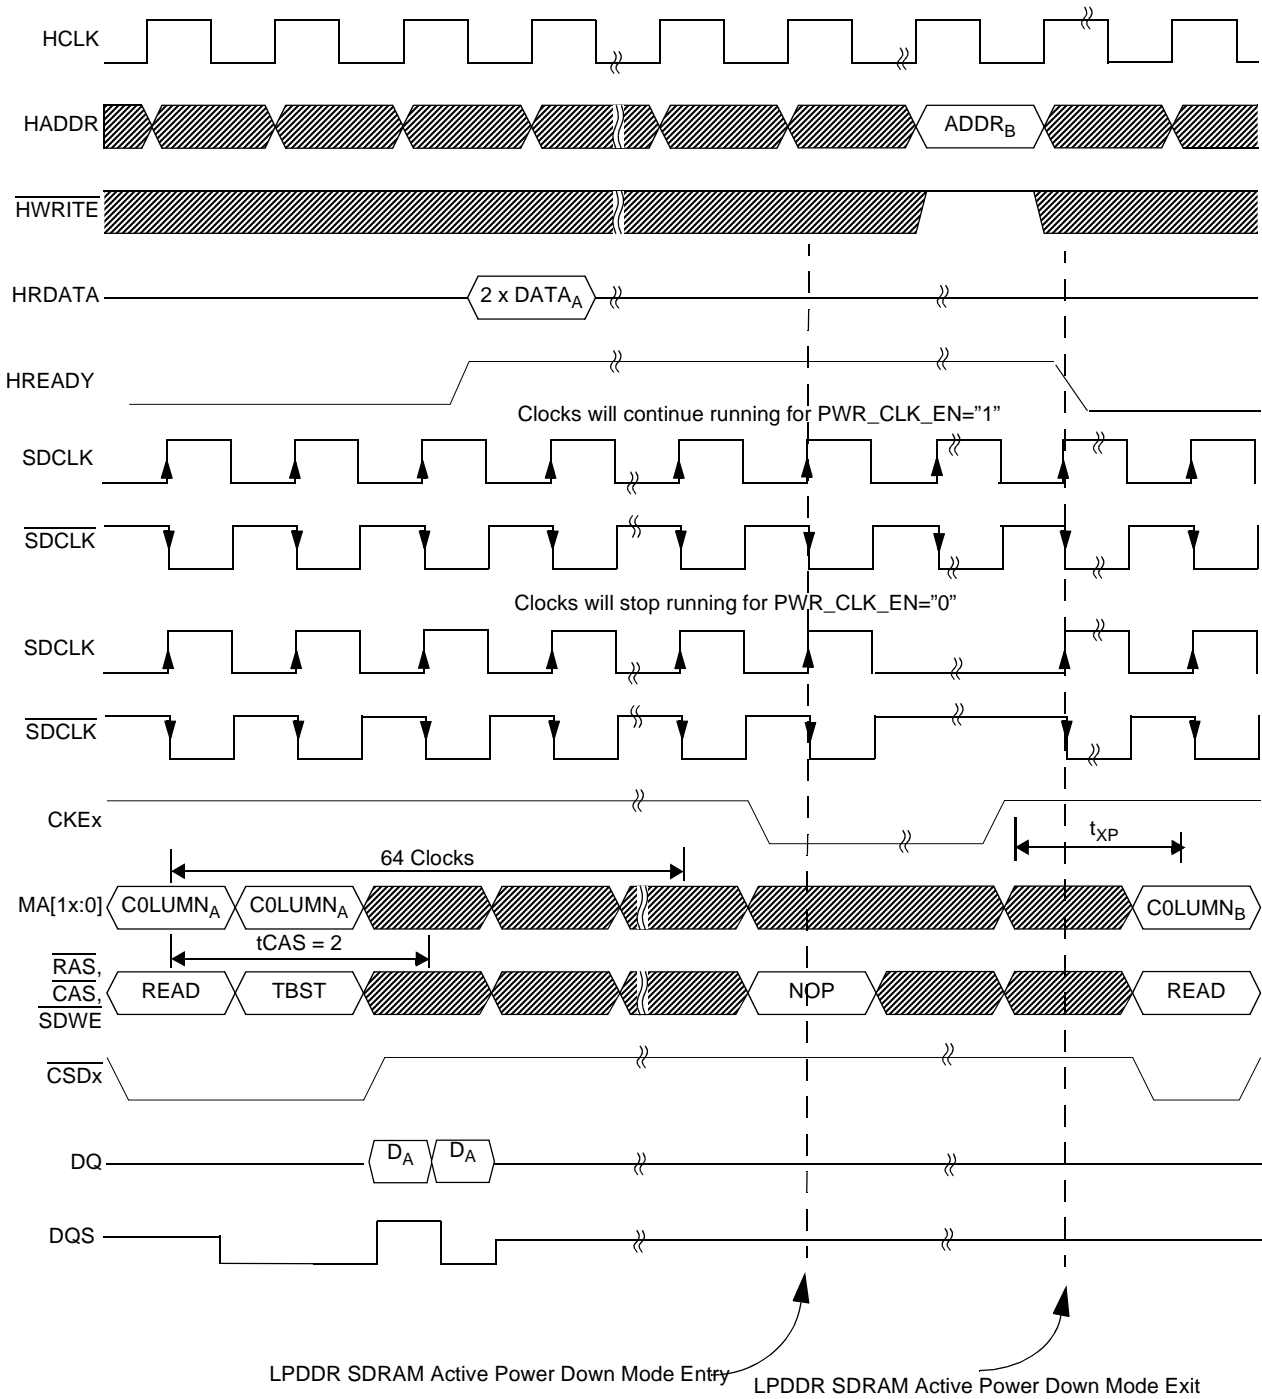 HCLK
HADDR
ADDR_B
HWRITE
HRDATA
2 x DATA_A
HREADY
Clocks will continue running for PWR_CLK_EN=”1”
SDCLK
SDCLK
Clocks will stop running for PWR_CLK_EN=”0”
SDCLK
SDCLK
CKEx
t_XP
64 Clocks
MA[1x:0]
C0LUMN_A
C0LUMN_A
C0LUMN_B
tCAS = 2
RAS,
CAS,
SDWE
READ
TBST
NOP
READ
CSDx
DQ
D_A
D_A
DQS
LPDDR SDRAM Active Power Down Mode Entry
LPDDR SDRAM Active Power Down Mode Exit